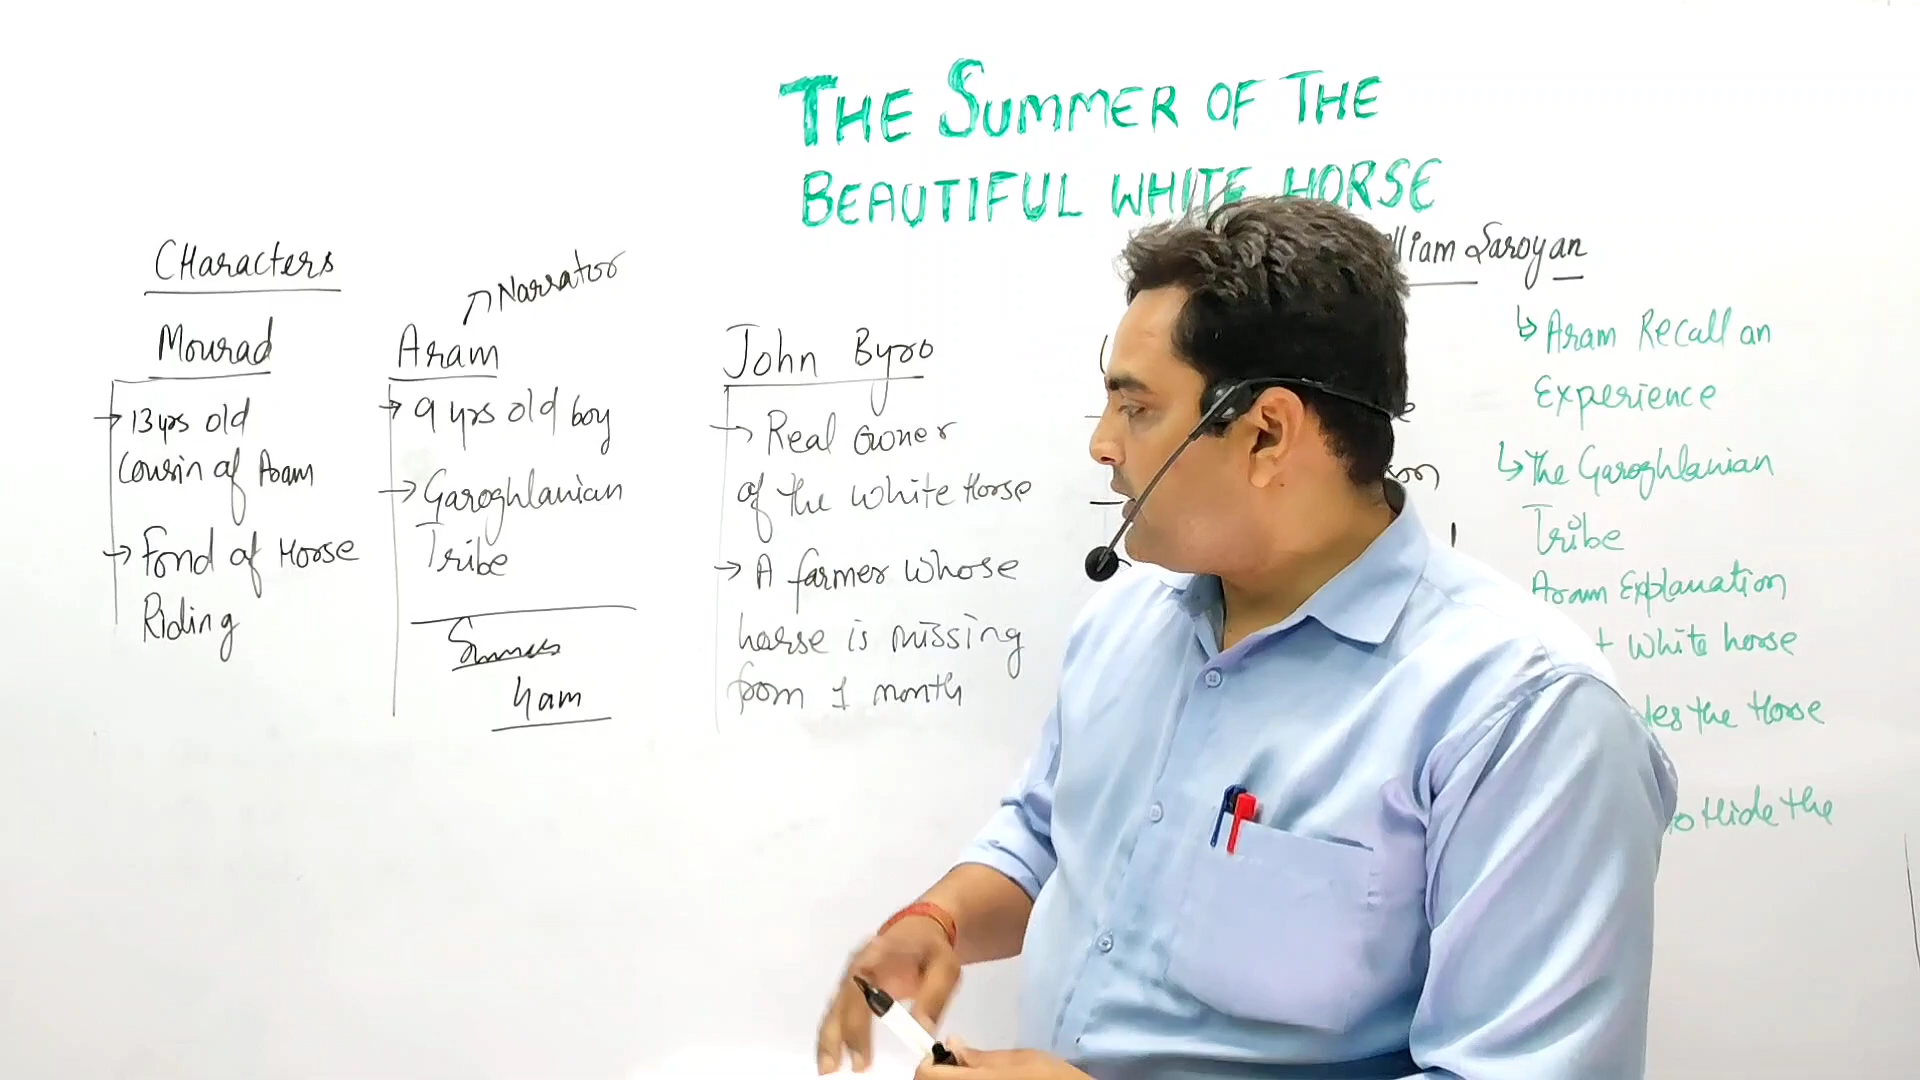 THE SUMMER OF THE
BEAUTIFUL WHITE HORSE
lliam Saroyan
CHaracters
Mourad
→ 13 yrs old
Cousin of Aram
→ Fond of Horse
Riding
Narrator
Aram
→ 9 yrs old boy
→ Garoghlanian
Tribe
4am
John Byro
→ Real Owner
of the White Horse
→ A farmer whose
harse is missing
from 1 month
↳ Aram Recall an
Experience
↳ The Garoghlanian
Tribe
Aram Explanation
White horse
the Horse
to Hide the